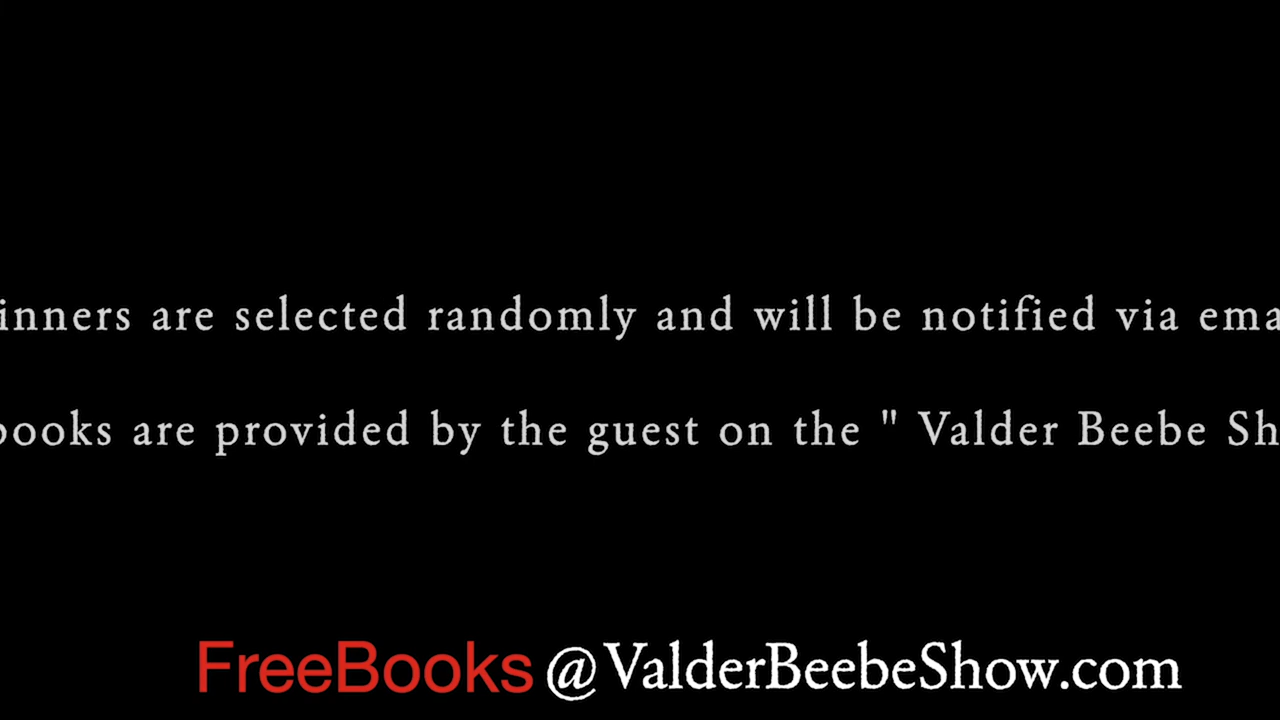 inners are selected randomly and will be notified via ema
ooks are provided by the guest on the " Valder Beebe Sh
FreeBooks@ValderBeebeShow.com